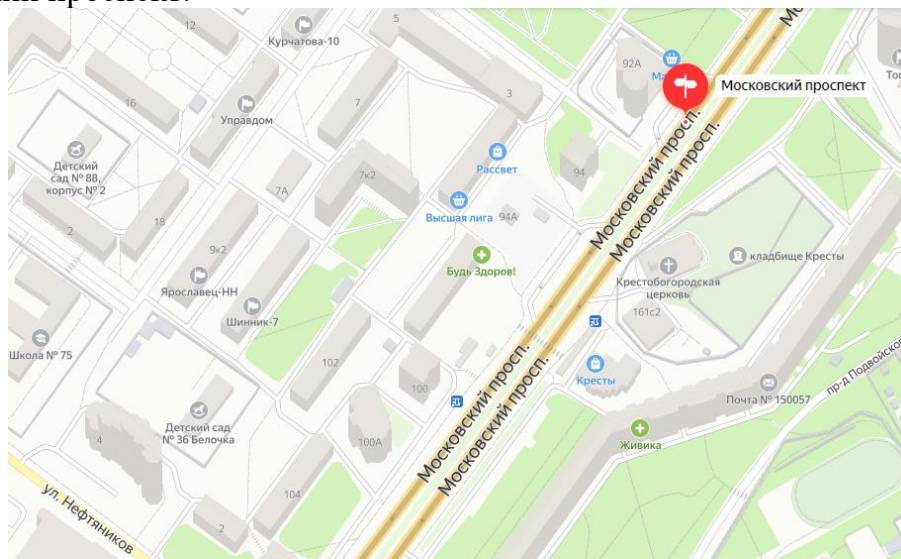 12
Курчатова-10
5
92А
Ма
Московский проспект
Тог
16
Управдом
7
3
Московский просп.
Московский просп.
Детский
сад № 88,
корпус № 2
Рассвет
7А
7к2
94
Высшая лига
94А
2
18
9к2
Будь Здоров!
кладбище Кресты
Крестобогородская
церковь
161с2
Ярославец-НН
Шинник-7
Школа № 75
102
Кресты
пр-д Подвойског
100
Почта № 150057
Московский просп.
Московский просп.
Детский сад
№ 36 Белочка
4
100А
Живика
104
ул. Нефтяников
2